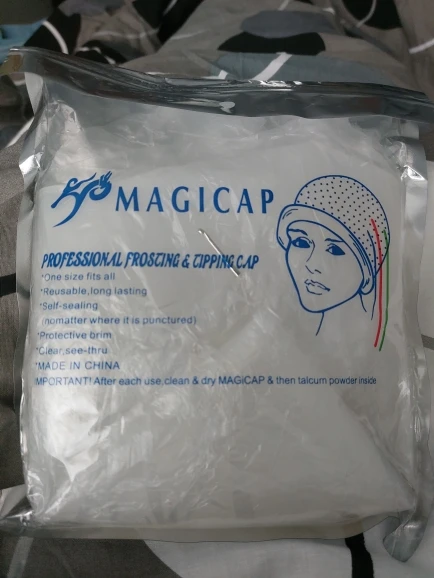 MAGICAP
PROFESSIONAL FROSTING & TIPPING CAP
*One size fits all
*Reusable,long lasting
*Self-sealing
(nomatter where it is punctured)
*Protective brim
*Clear,see-thru
*MADE IN CHINA
IMPORTANT! After each use,clean & dry MAGiCAP & then talcum powder inside